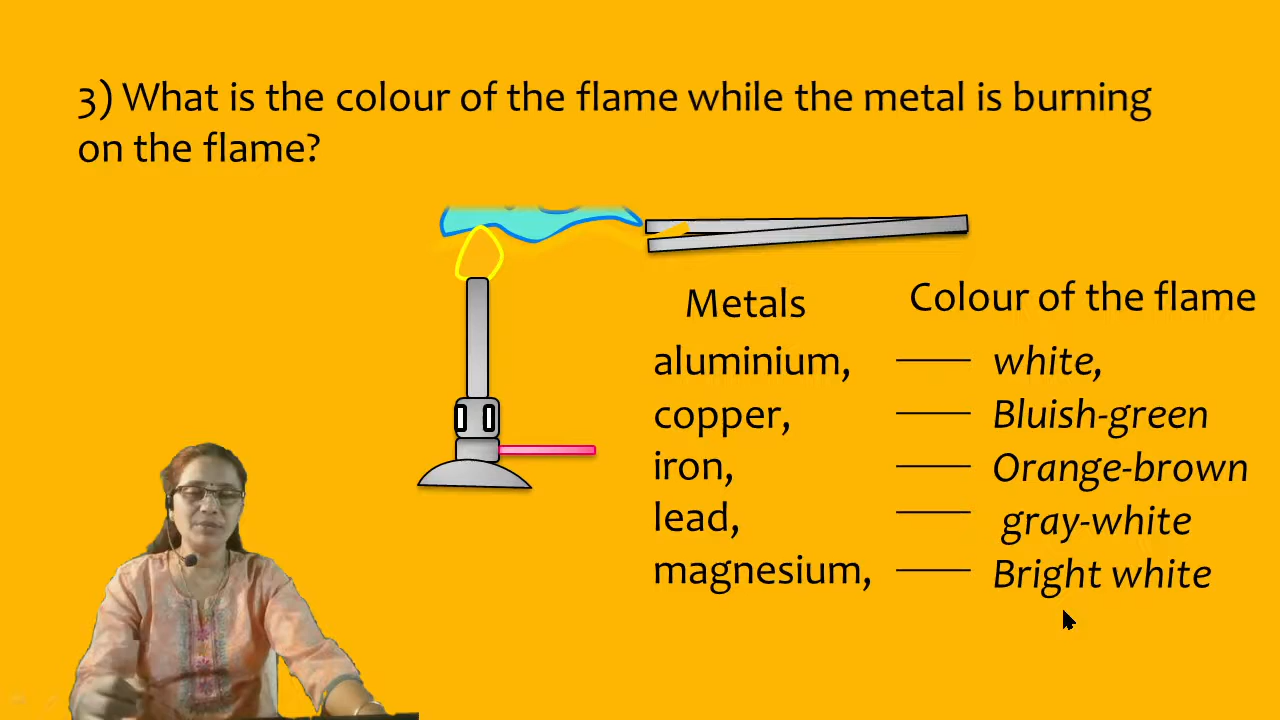 3) What is the colour of the flame while the metal is burning
on the flame?
Metals Colour of the flame
aluminium, white,
copper, Bluish-green
iron, Orange-brown
lead, gray-white
magnesium, Bright white